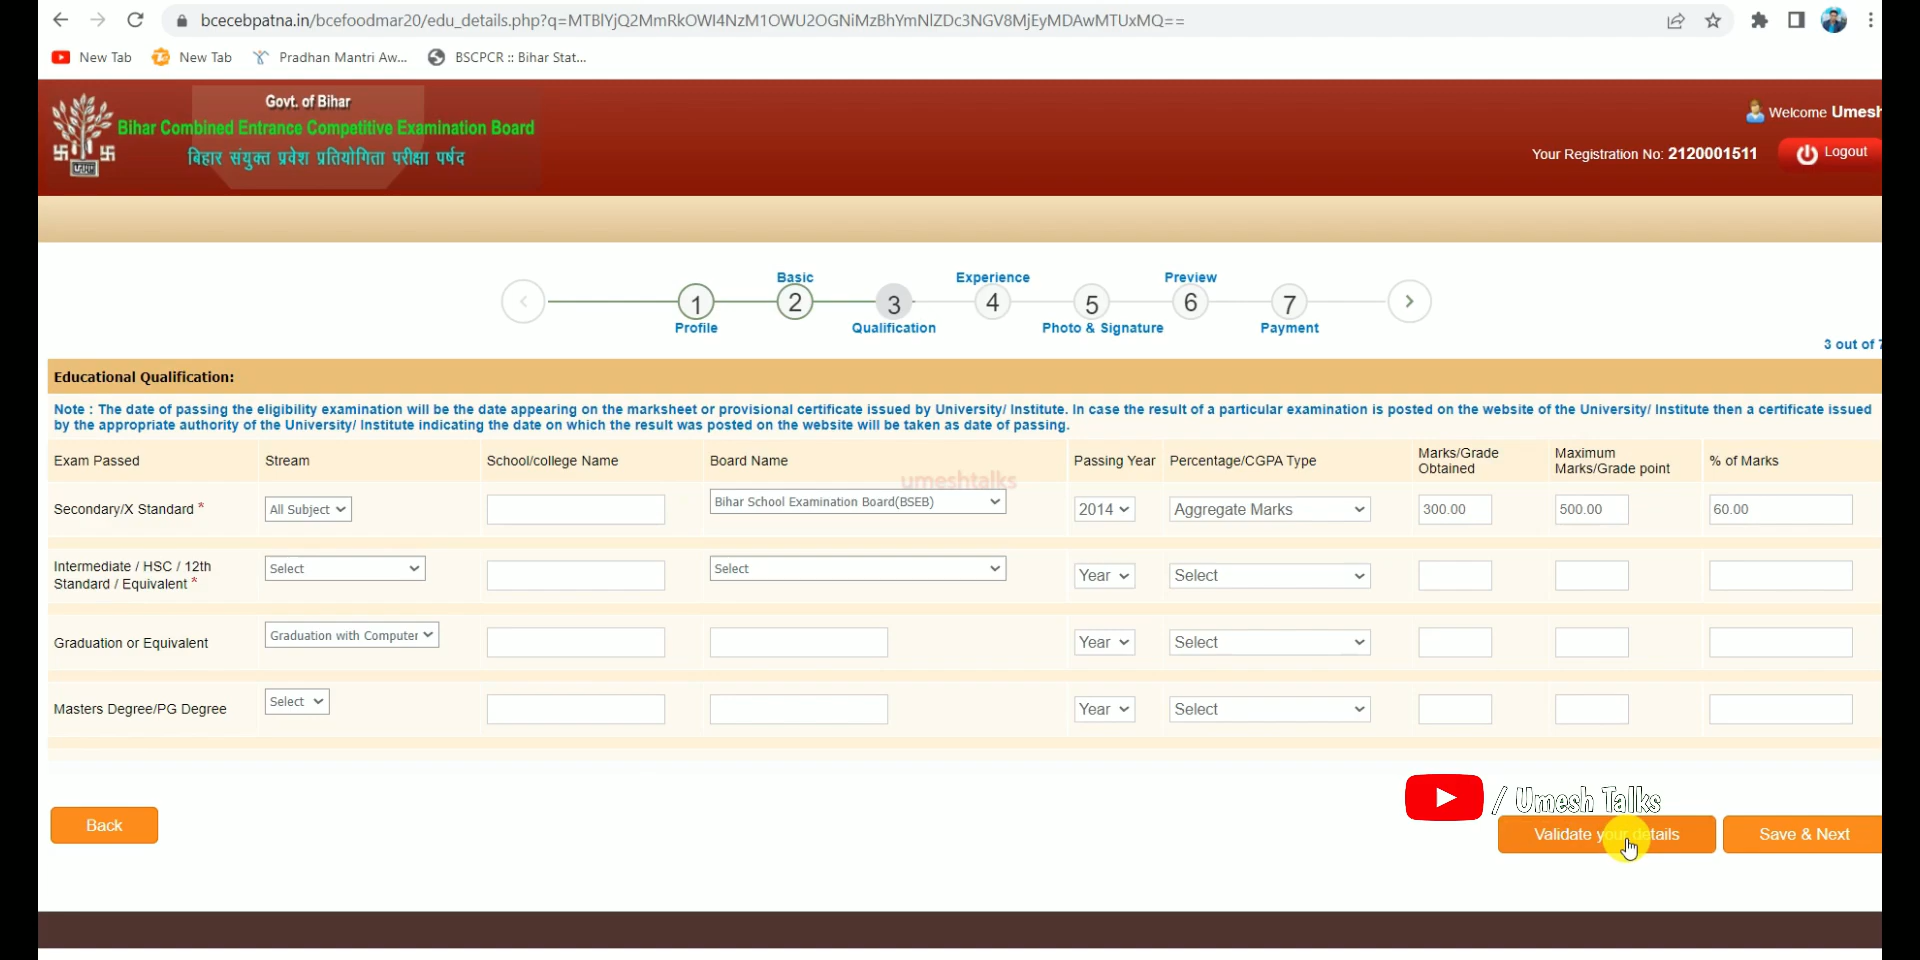 bcecebpatna.in/bcefoodmar20/edu_details.php?q=MTBlYjQ2MmRkOWI4NzM1OWU2OGNiMzBhYmNlZDc3NGV8MjEyMDAwMTUxMQ==
New Tab
New Tab
Pradhan Mantri Aw...
BSCPCR :: Bihar Stat...
Govt. of Bihar
Bihar Combined Entrance Competitive Examination Board
बिहार संयुक्त प्रवेश प्रतियोगिता परीक्षा पर्षद
Welcome Umesh
Your Registration No: 2120001511
Logout
1
Profile
Basic
2
3
Qualification
Experience
4
5
Photo & Signature
Preview
6
7
Payment
3 out of 7
Educational Qualification:
Note : The date of passing the eligibility examination will be the date appearing on the marksheet or provisional certificate issued by University/ Institute. In case the result of a particular examination is posted on the website of the University/ Institute then a certificate issued
by the appropriate authority of the University/ Institute indicating the date on which the result was posted on the website will be taken as date of passing.
Exam Passed
Stream
School/college Name
Board Name
Passing Year
Percentage/CGPA Type
Marks/Grade
Obtained
Maximum
Marks/Grade point
% of Marks
umeshtalks
Secondary/X Standard *
All Subject
Bihar School Examination Board(BSEB)
2014
Aggregate Marks
300.00
500.00
60.00
Intermediate / HSC / 12th
Standard / Equivalent *
Select
Select
Year
Select
Graduation or Equivalent
Graduation with Computer
Year
Select
Masters Degree/PG Degree
Select
Year
Select
/ Umesh Talks
Back
Validate your details
Save & Next